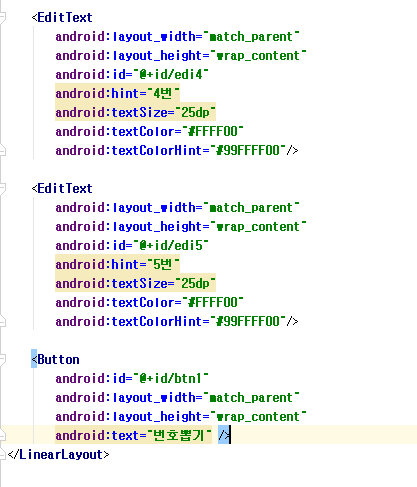 <EditText
android:layout_width="match_parent"
android:layout_height="wrap_content"
android:id="@+id/edi4"
android:hint="4번"
android:textSize="25dp"
android:textColor="#FFFF00"
android:textColorHint="#99FFFF00"/>
<EditText
android:layout_width="match_parent"
android:layout_height="wrap_content"
android:id="@+id/edi5"
android:hint="5번"
android:textSize="25dp"
android:textColor="#FFFF00"
android:textColorHint="#99FFFF00"/>
<Button
android:id="@+id/btn1"
android:layout_width="match_parent"
android:layout_height="wrap_content"
android:text="번호뽑기" />
</LinearLayout>